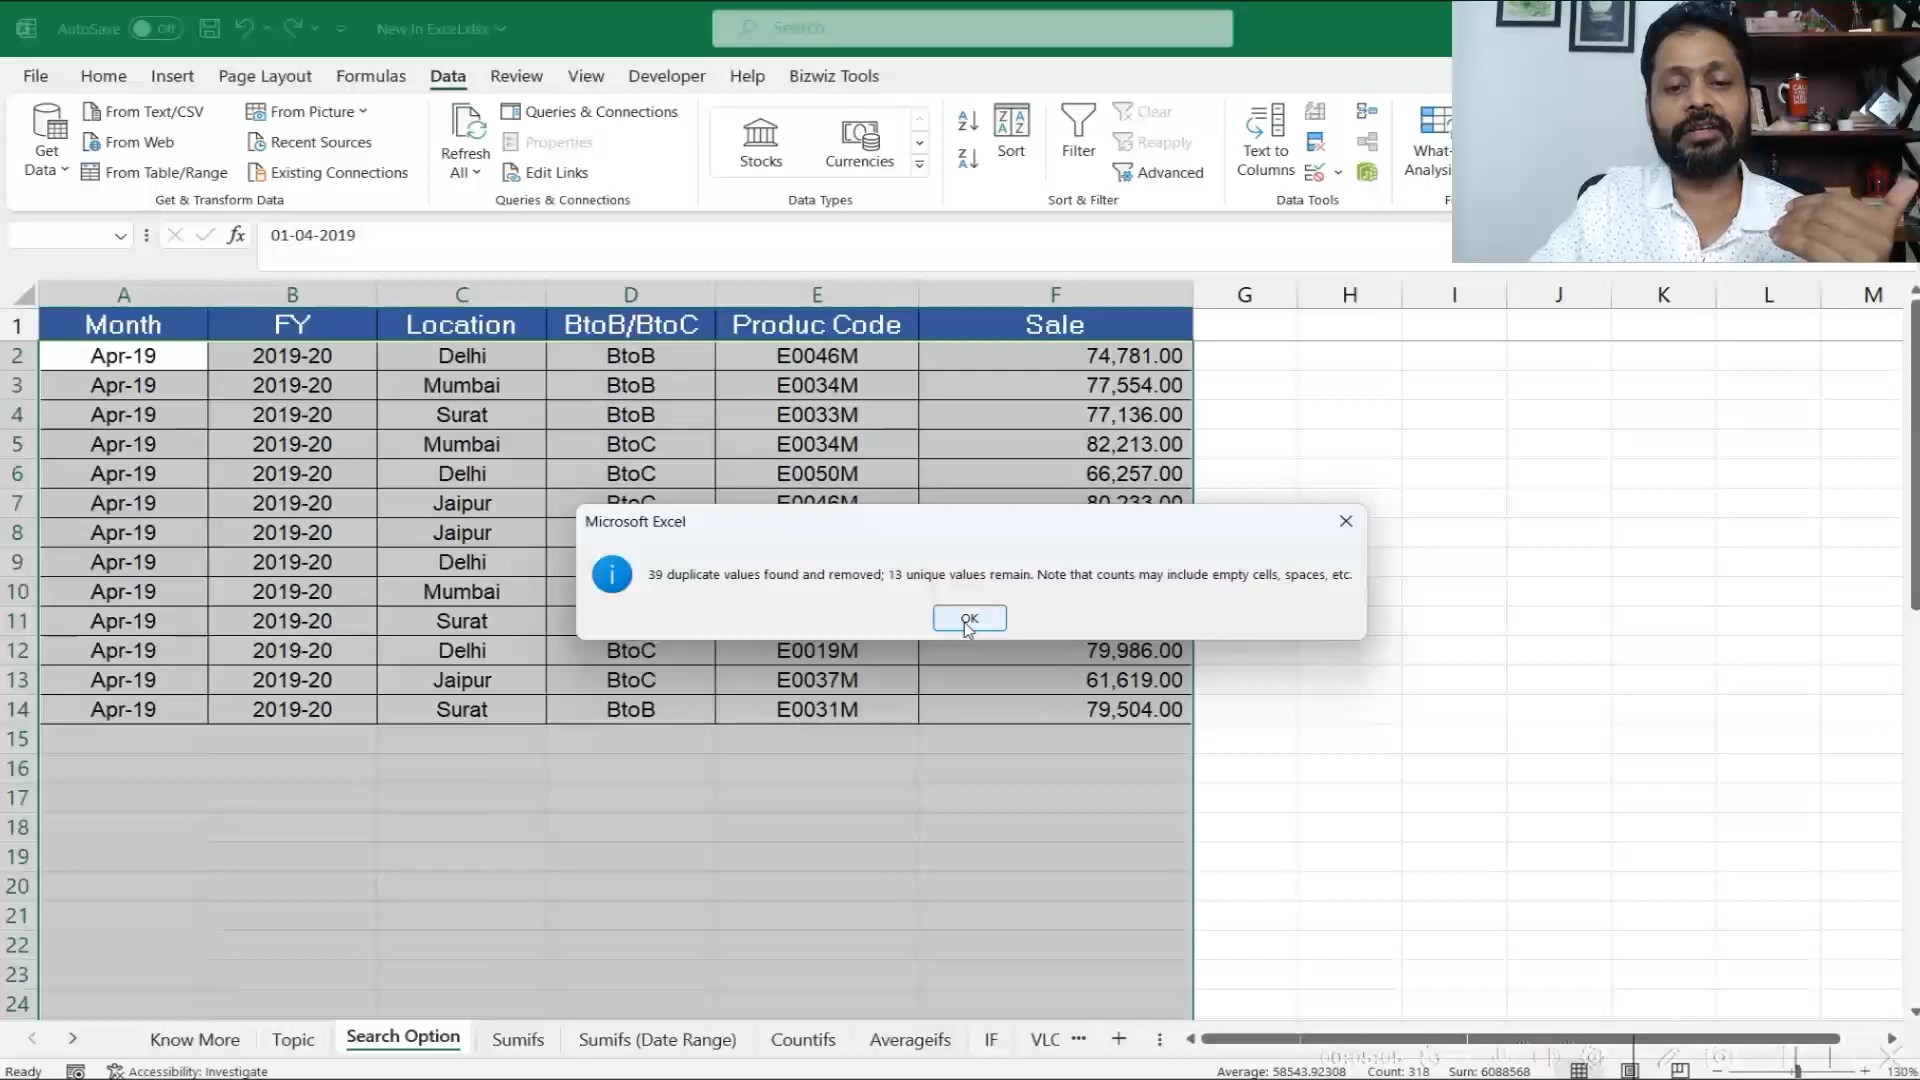 AutoSave Off New In Excel.xlsx Search
File Home Insert Page Layout Formulas Data Review View Developer Help Bizwiz Tools
Get Data From Text/CSV From Web From Table/Range From Picture Recent Sources Existing Connections
Refresh All Queries & Connections Properties Edit Links
Stocks Currencies
Sort Filter Clear Reapply Advanced
Text to Columns What-Analysi
Get & Transform Data Queries & Connections Data Types Sort & Filter Data Tools F
fx 01-04-2019
A B C D E F G H I J K L M
1 Month FY Location BtoB/BtoC Produc Code Sale
2 Apr-19 2019-20 Delhi BtoB E0046M 74,781.00
3 Apr-19 2019-20 Mumbai BtoB E0034M 77,554.00
4 Apr-19 2019-20 Surat BtoB E0033M 77,136.00
5 Apr-19 2019-20 Mumbai BtoC E0034M 82,213.00
6 Apr-19 2019-20 Delhi BtoC E0050M 66,257.00
7 Apr-19 2019-20 Jaipur BtoC E0046M 80,233.00
8 Apr-19 2019-20 Jaipur
9 Apr-19 2019-20 Delhi
10 Apr-19 2019-20 Mumbai
11 Apr-19 2019-20 Surat
Microsoft Excel
39 duplicate values found and removed; 13 unique values remain. Note that counts may include empty cells, spaces, etc.
OK
12 Apr-19 2019-20 Delhi BtoC E0019M 79,986.00
13 Apr-19 2019-20 Jaipur BtoC E0037M 61,619.00
14 Apr-19 2019-20 Surat BtoB E0031M 79,504.00
15
16
17
18
19
20
21
22
23
24
Know More Topic Search Option Sumifs Sumifs (Date Range) Countifs Averageifs IF VLC
Ready Accessibility: Investigate Average: 58543.92308 Count: 318 Sum: 6088568 130%